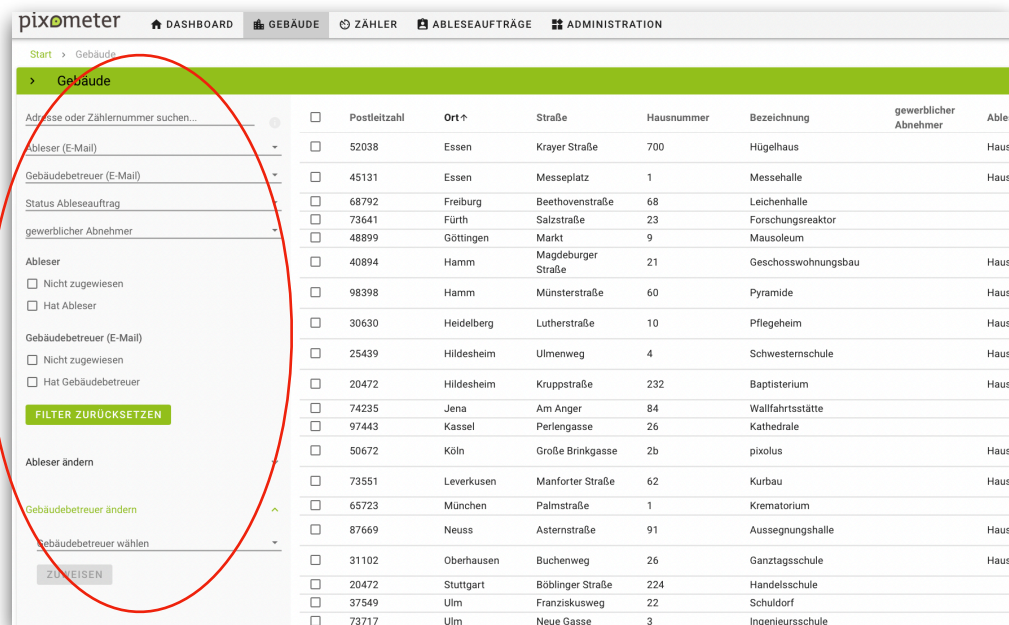 pixometer DASHBOARD GEBÄUDE ZÄHLER ABLESEAUFTRÄGE ADMINISTRATION
Start > Gebäude
> Gebäude
Adresse oder Zählernummer suchen...
Ableser (E-Mail)
Gebäudebetreuer (E-Mail)
Status Ableseauftrag
gewerblicher Abnehmer
Ableser
Nicht zugewiesen
Hat Ableser
Gebäudebetreuer (E-Mail)
Nicht zugewiesen
Hat Gebäudebetreuer
FILTER ZURÜCKSETZEN
Ableser ändern
Gebäudebetreuer ändern
Gebäudebetreuer wählen
ZUWEISEN
Postleitzahl Ort↑ Straße Hausnummer Bezeichnung gewerblicher
Abnehmer Able
52038 Essen Krayer Straße 700 Hügelhaus Haus
45131 Essen Messeplatz 1 Messehalle Haus
68792 Freiburg Beethovenstraße 68 Leichenhalle
73641 Fürth Salzstraße 23 Forschungsreaktor
48899 Göttingen Markt 9 Mausoleum
40894 Hamm Magdeburger
Straße 21 Geschosswohnungsbau Haus
98398 Hamm Münsterstraße 60 Pyramide Haus
30630 Heidelberg Lutherstraße 10 Pflegeheim Haus
25439 Hildesheim Ulmenweg 4 Schwesternschule Haus
20472 Hildesheim Kruppstraße 232 Baptisterium Haus
74235 Jena Am Anger 84 Wallfahrtsstätte
97443 Kassel Perlengasse 26 Kathedrale
50672 Köln Große Brinkgasse 2b pixolus Haus
73551 Leverkusen Manforter Straße 62 Kurbau Haus
65723 München Palmstraße 1 Krematorium
87669 Neuss Asternstraße 91 Aussegnungshalle Haus
31102 Oberhausen Buchenweg 26 Ganztagsschule Haus
20472 Stuttgart Böblinger Straße 224 Handelsschule
37549 Ulm Franziskusweg 22 Schuldorf
73717 Ulm Neue Gasse 3 Ingenieursschule